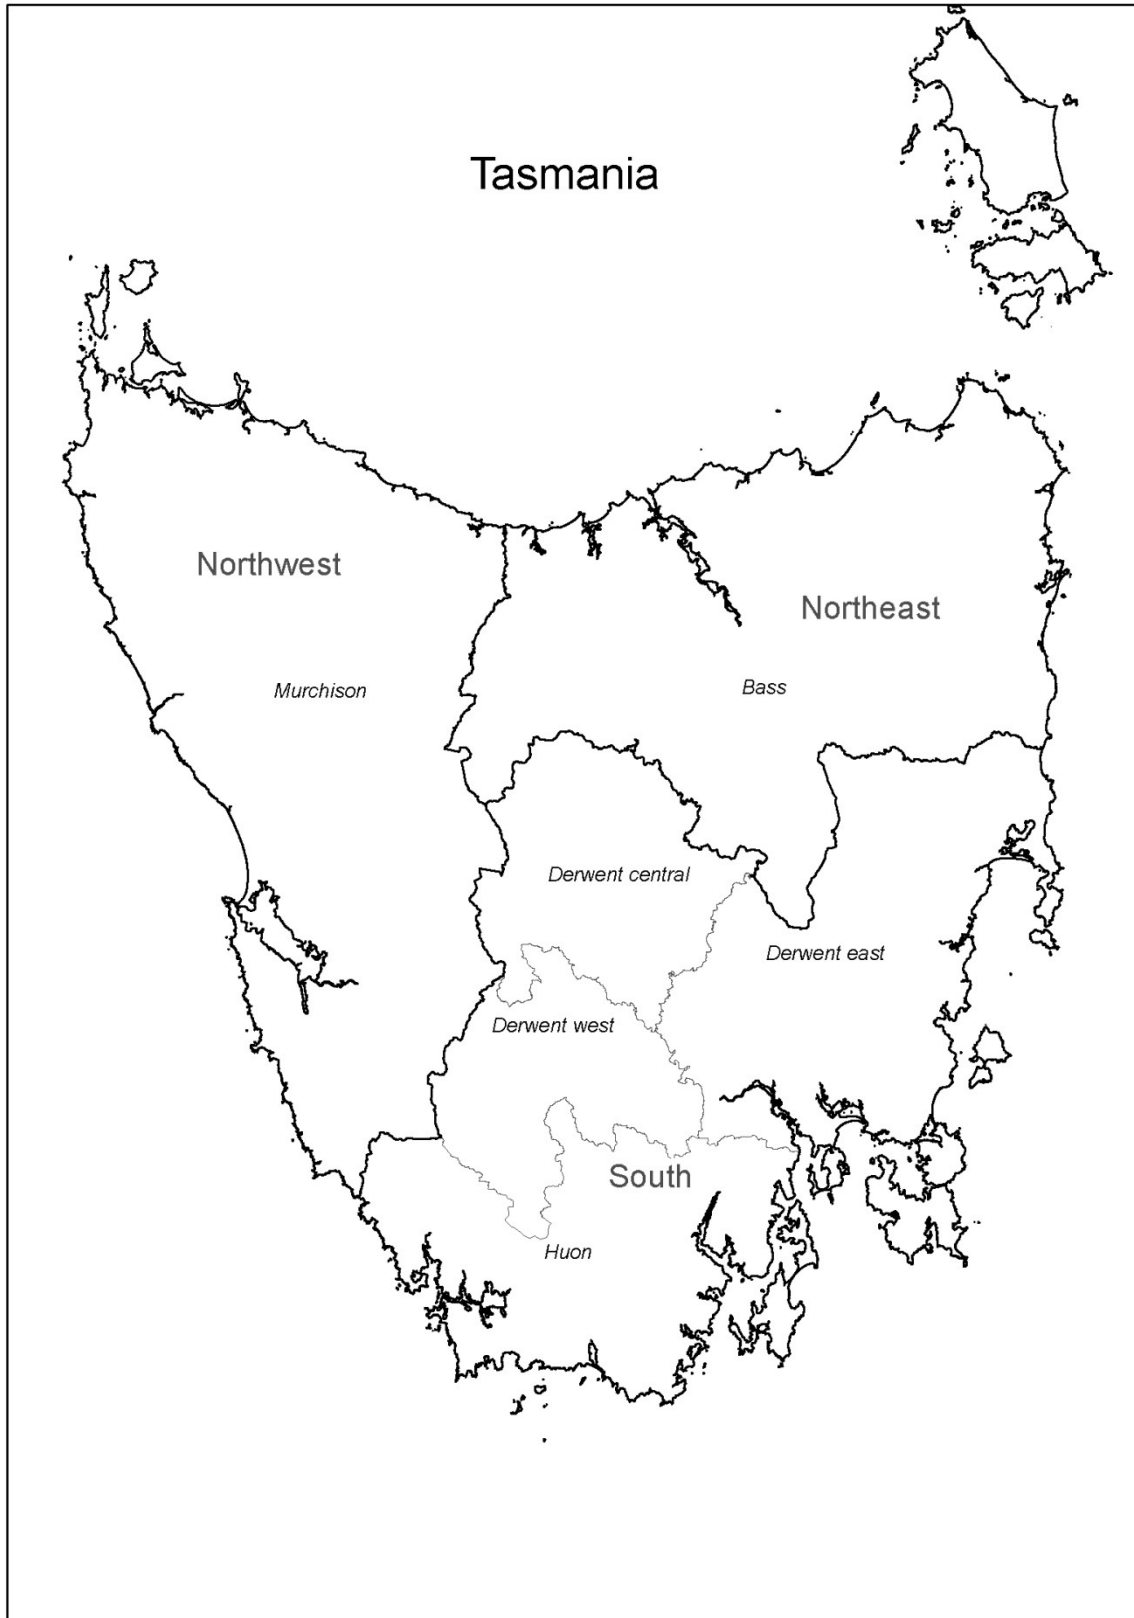 Tasmania
Northwest
Northeast
Murchison
Bass
Derwent central
Derwent east
Derwent west
South
Huon